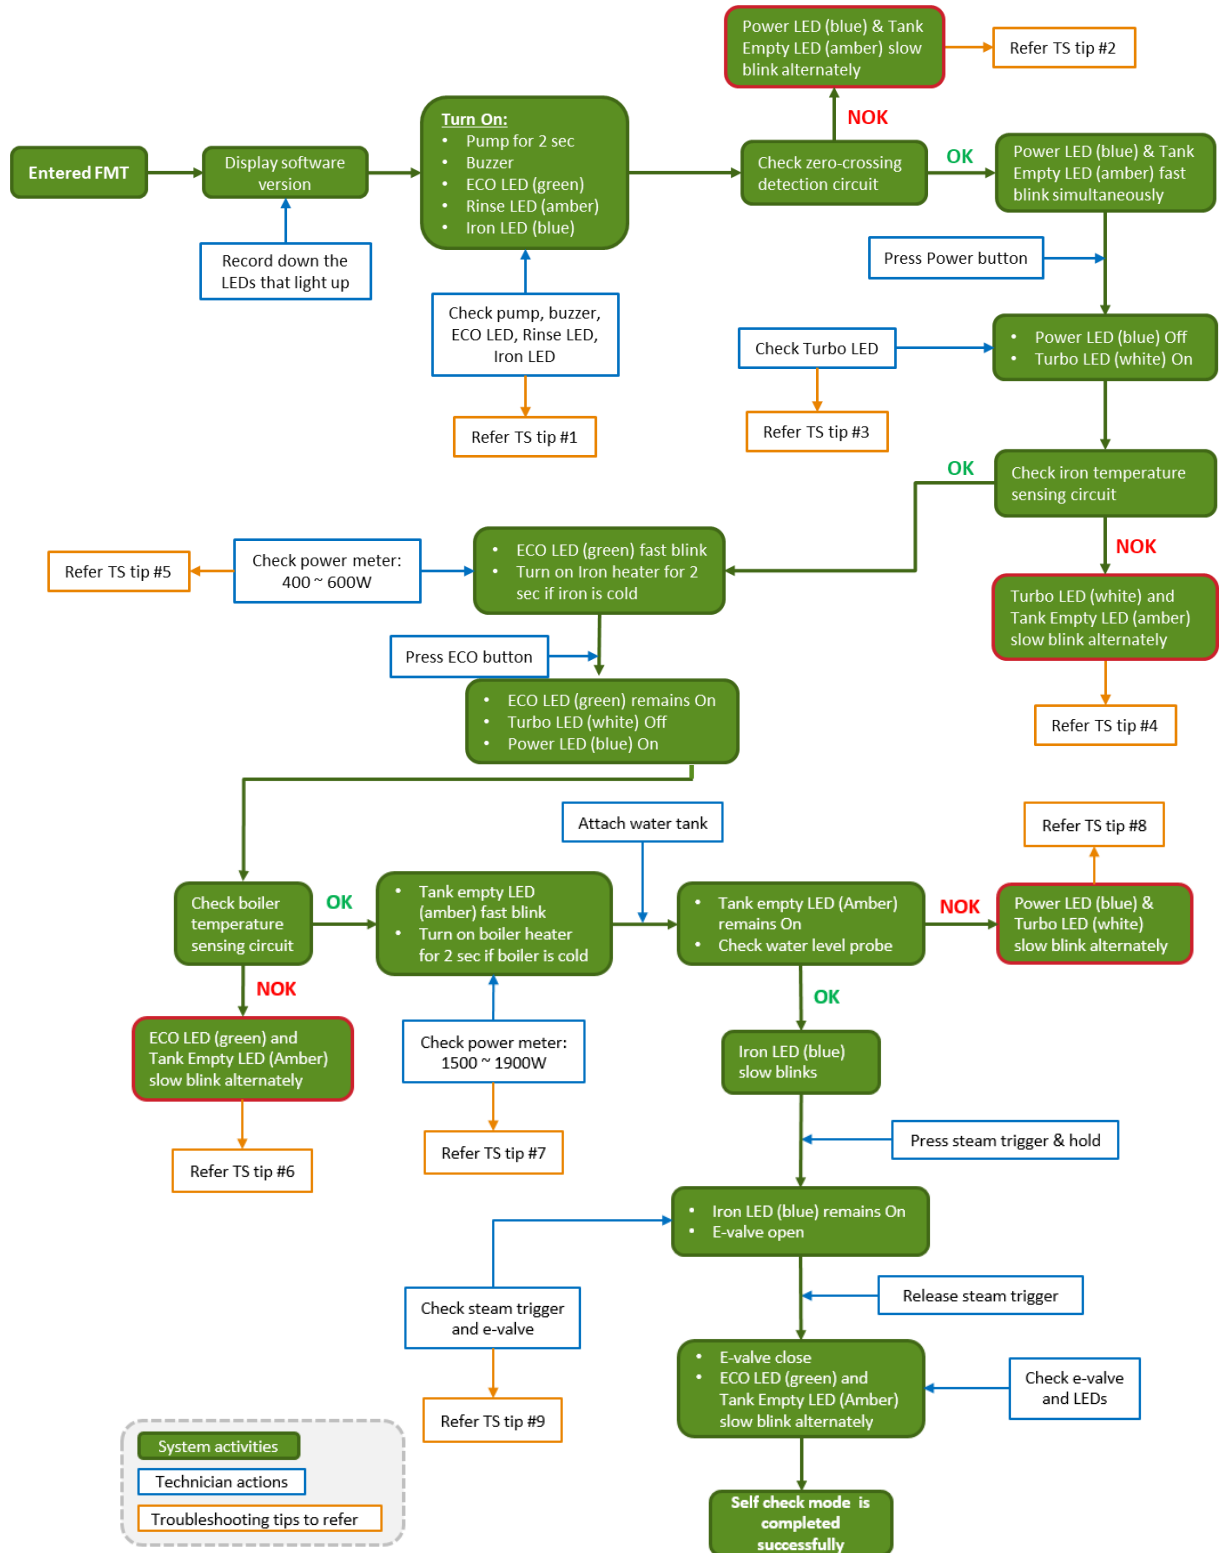 Power LED (blue) & Tank
Empty LED (amber) slow
blink alternately
Refer TS tip #2
NOK
Entered FMT
Display software
version
Turn On:
• Pump for 2 sec
• Buzzer
• ECO LED (green)
• Rinse LED (amber)
• Iron LED (blue)
Check zero-crossing
detection circuit
OK
Power LED (blue) & Tank
Empty LED (amber) fast
blink simultaneously
Record down the
LEDs that light up
Press Power button
Check pump, buzzer,
ECO LED, Rinse LED,
Iron LED
Check Turbo LED
• Power LED (blue) Off
• Turbo LED (white) On
Refer TS tip #1
Refer TS tip #3
OK
Check iron temperature
sensing circuit
NOK
Refer TS tip #5
Check power meter:
400 ~ 600W
• ECO LED (green) fast blink
• Turn on Iron heater for 2
sec if iron is cold
Turbo LED (white) and
Tank Empty LED (amber)
slow blink alternately
Press ECO button
• ECO LED (green) remains On
• Turbo LED (white) Off
• Power LED (blue) On
Refer TS tip #4
Attach water tank
Refer TS tip #8
Check boiler
temperature
sensing circuit
OK
• Tank empty LED
(amber) fast blink
• Turn on boiler heater
for 2 sec if boiler is cold
• Tank empty LED (Amber)
remains On
• Check water level probe
NOK
Power LED (blue) &
Turbo LED (white)
slow blink alternately
NOK
OK
ECO LED (green) and
Tank Empty LED (Amber)
slow blink alternately
Check power meter:
1500 ~ 1900W
Iron LED (blue)
slow blinks
Refer TS tip #6
Refer TS tip #7
Press steam trigger & hold
• Iron LED (blue) remains On
• E-valve open
Check steam trigger
and e-valve
Release steam trigger
• E-valve close
• ECO LED (green) and
Tank Empty LED (Amber)
slow blink alternately
Check e-valve
and LEDs
Refer TS tip #9
System activities
Technician actions
Troubleshooting tips to refer
Self check mode is
completed
successfully